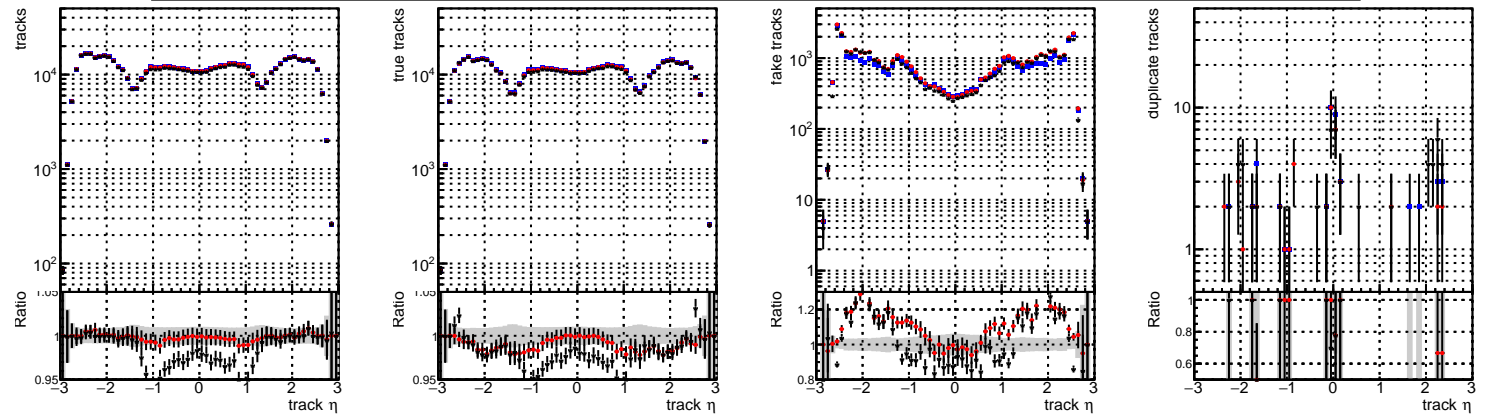 tracks
10^4
10^3
10^2
Ratio
1.05
1
0.95
−3 −2 −1 0 1 2 3
track η
true tracks
10^4
10^3
10^2
Ratio
1.05
1
0.95
−3 −2 −1 0 1 2 3
track η
fake tracks
10^3
10^2
10
1
Ratio
1.2
1
0.8
−3 −2 −1 0 1 2 3
track η
duplicate tracks
10
1
Ratio
1
0.8
0.6
−3 −2 −1 0 1 2 3
track η